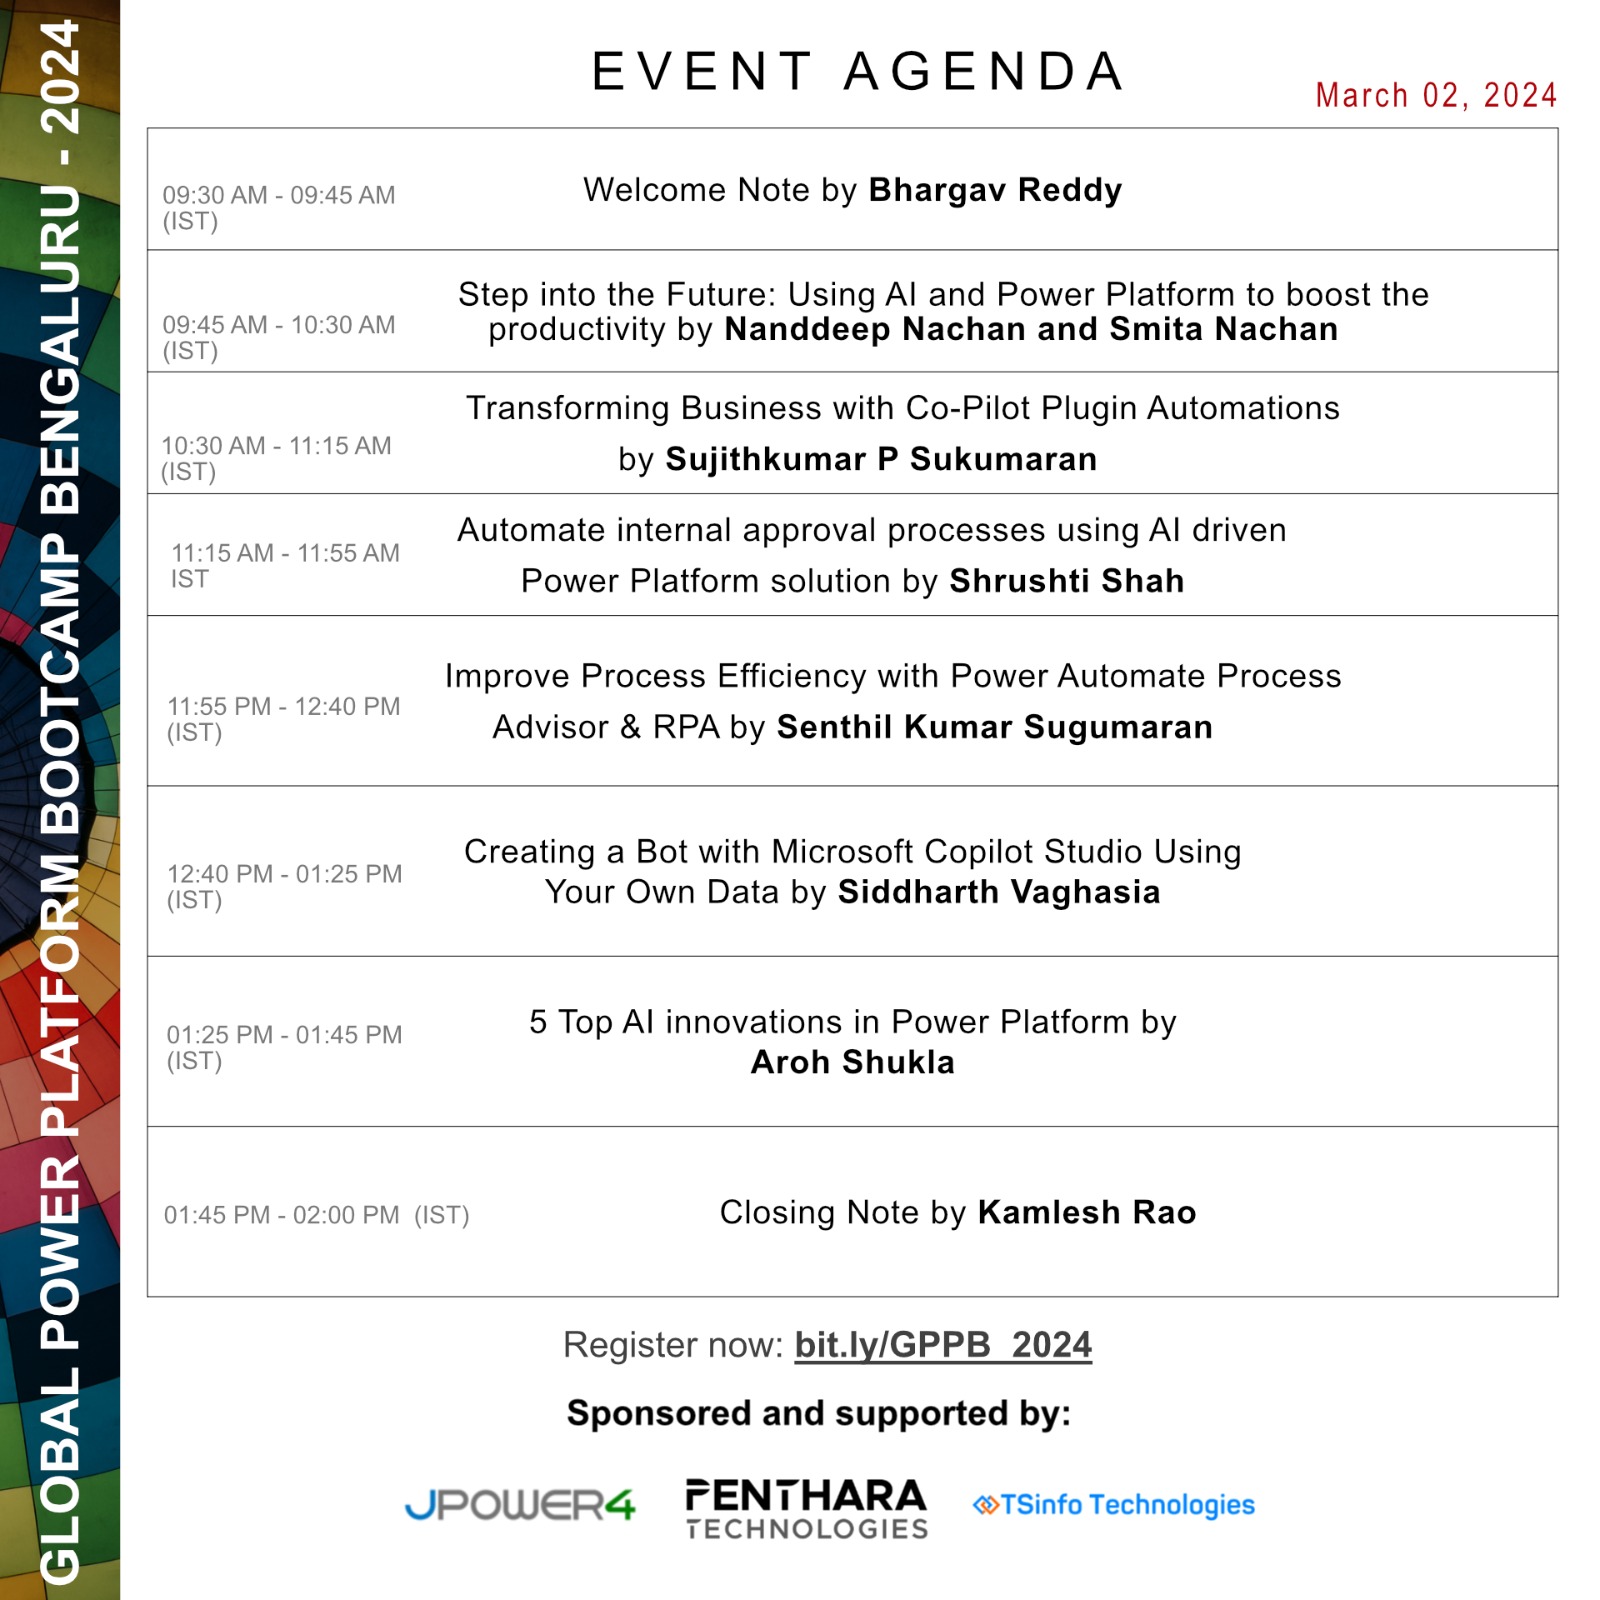 GLOBAL POWER PLATFORM BOOTCAMP BENGALURU - 2024
EVENT AGENDA
March 02, 2024
09:30 AM - 09:45 AM
(IST)
Welcome Note by Bhargav Reddy
09:45 AM - 10:30 AM
(IST)
Step into the Future: Using AI and Power Platform to boost the
productivity by Nanddeep Nachan and Smita Nachan
10:30 AM - 11:15 AM
(IST)
Transforming Business with Co-Pilot Plugin Automations
by Sujithkumar P Sukumaran
11:15 AM - 11:55 AM
IST
Automate internal approval processes using AI driven
Power Platform solution by Shrushti Shah
11:55 PM - 12:40 PM
(IST)
Improve Process Efficiency with Power Automate Process
Advisor & RPA by Senthil Kumar Sugumaran
12:40 PM - 01:25 PM
(IST)
Creating a Bot with Microsoft Copilot Studio Using
Your Own Data by Siddharth Vaghasia
01:25 PM - 01:45 PM
(IST)
5 Top AI innovations in Power Platform by
Aroh Shukla
01:45 PM - 02:00 PM (IST)
Closing Note by Kamlesh Rao
Register now: bit.ly/GPPB_2024
Sponsored and supported by:
JPOWER4
PENTHARA
TECHNOLOGIES
TSinfo Technologies